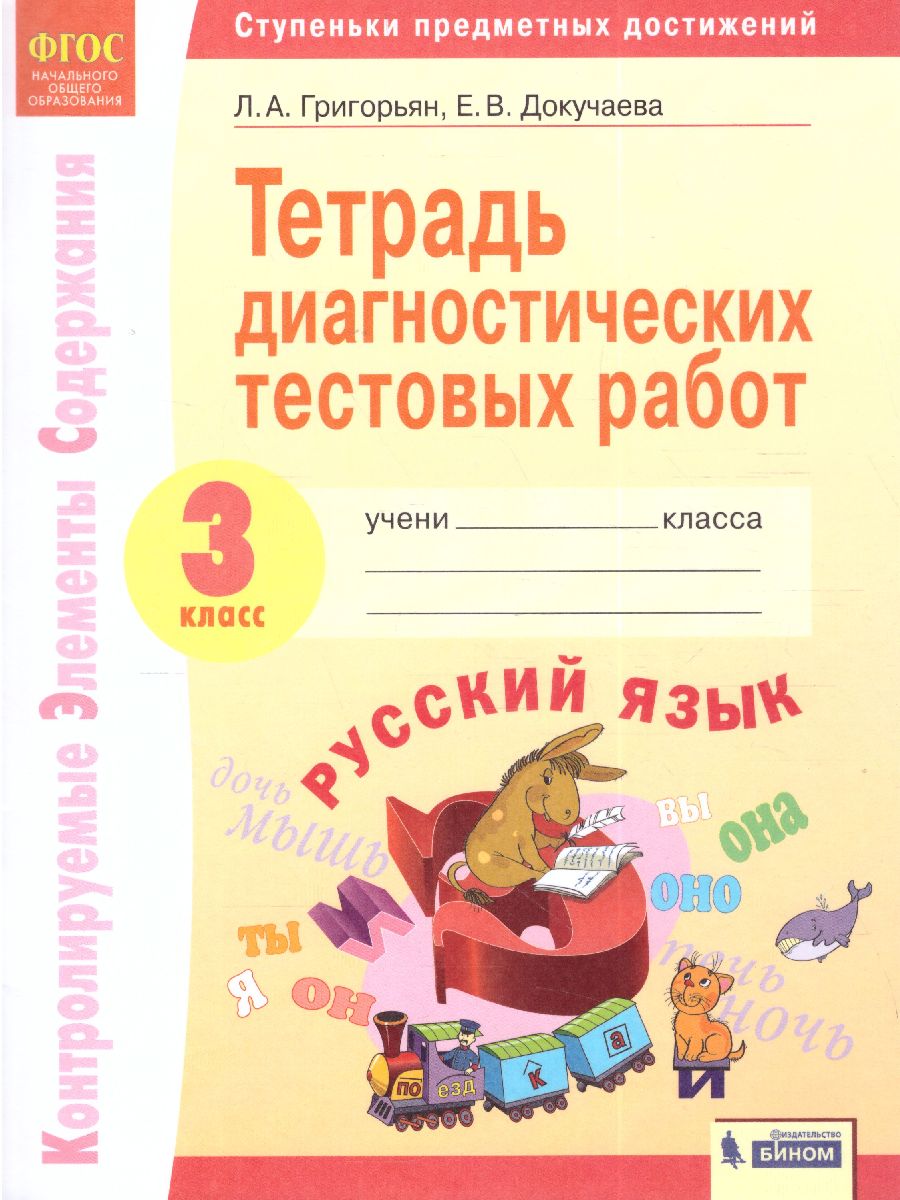 Ступеньки предметных достижений
ФГОС
НАЧАЛЬНОГО
ОБЩЕГО
ОБРАЗОВАНИЯ
Л. А. Григорьян, Е. В. Докучаева
Контролируемые Элементы Содержания
Тетрадь
диагностических
тестовых работ
3
класс
учени класса
РУССКИЙ ЯЗЫК
дочь
мышь
вы
она
оно
ты
я
он
печь
ночь
по езд
к
а
и
ИЗДАТЕЛЬСТВО
БИНОМ